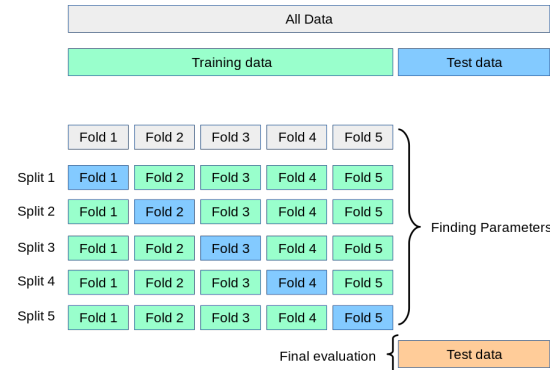 All Data
Training data Test data
Fold 1 Fold 2 Fold 3 Fold 4 Fold 5
Split 1 Fold 1 Fold 2 Fold 3 Fold 4 Fold 5
Split 2 Fold 1 Fold 2 Fold 3 Fold 4 Fold 5
Finding Parameters
Split 3 Fold 1 Fold 2 Fold 3 Fold 4 Fold 5
Split 4 Fold 1 Fold 2 Fold 3 Fold 4 Fold 5
Split 5 Fold 1 Fold 2 Fold 3 Fold 4 Fold 5
Final evaluation Test data